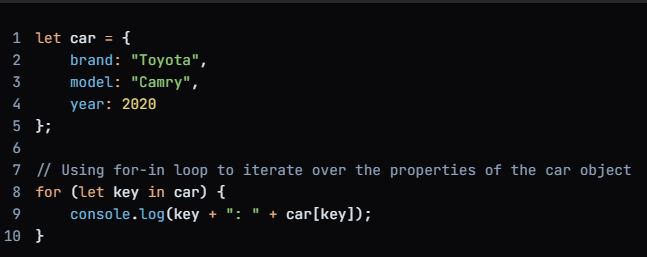 1 let car = {
2     brand: "Toyota",
3     model: "Camry",
4     year: 2020
5 };
6
7 // Using for-in loop to iterate over the properties of the car object
8 for (let key in car) {
9     console.log(key + ": " + car[key]);
10 }